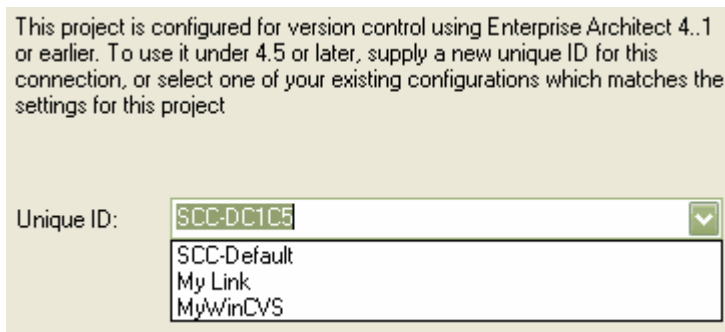 This project is configured for version control using Enterprise Architect 4..1
or earlier. To use it under 4.5 or later, supply a new unique ID for this
connection, or select one of your existing configurations which matches the
settings for this project
Unique ID: SCC-DC1C5
SCC-Default
My Link
MyWinCVS